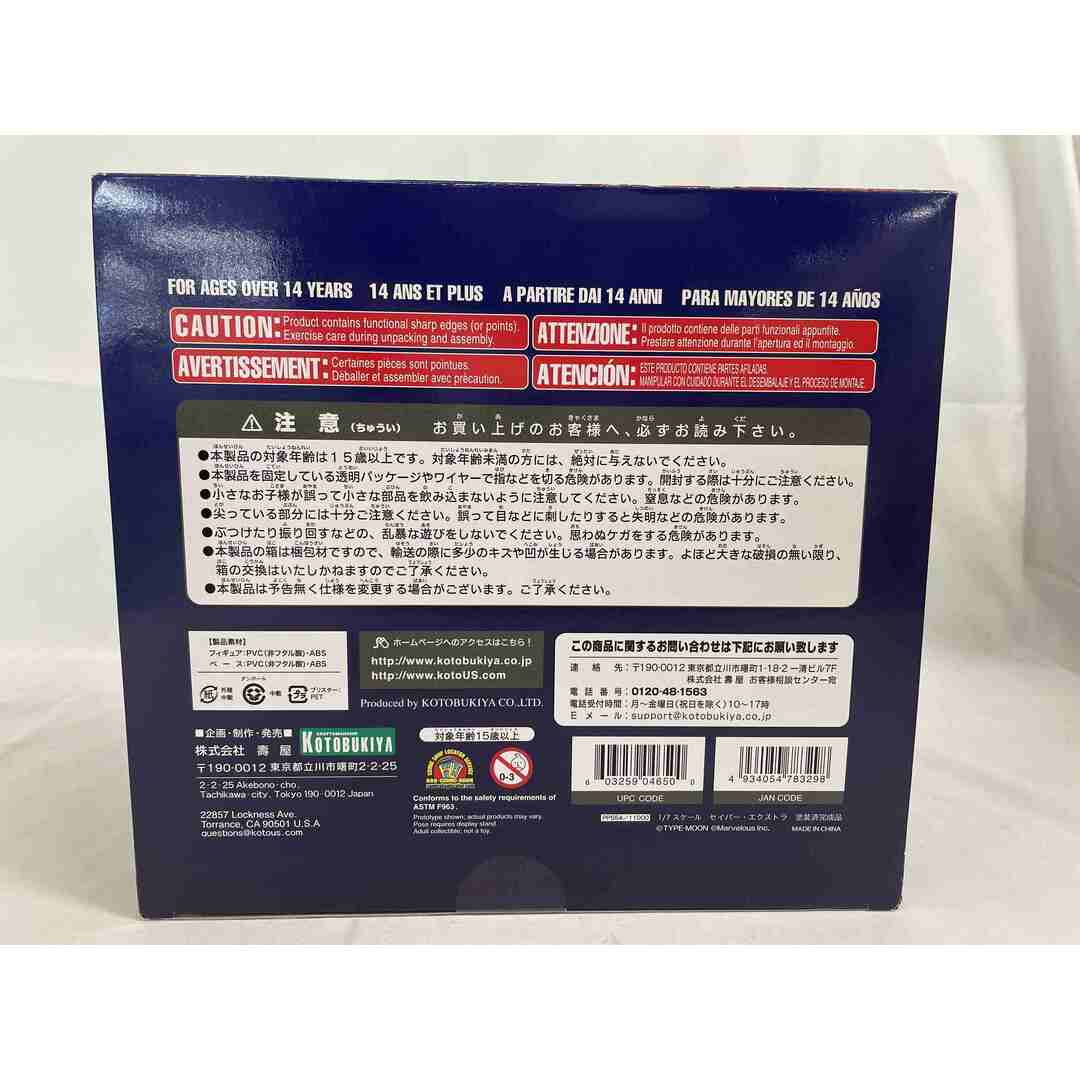 FOR AGES OVER 14 YEARS 14 ANS ET PLUS A PARTIRE DAI 14 ANNI PARA MAYORES DE 14 AÑOS
CAUTION: Product contains functional sharp edges (or points).
Exercise care during unpacking and assembly.
ATTENZIONE: Il prodotto contiene delle parti funzionali appuntite.
Prestare attenzione durante l'apertura ed il montaggio.
AVERTISSEMENT: Certaines pièces sont pointues.
Déballer et assembler avec précaution.
ATENCIÓN: ESTE PRODUCTO CONTIENE PARTES AFILADAS.
MANIPULAR CON CUIDADO DURANTE EL DESEMBALAJE Y EL PROCESO DE MONTAJE.
⚠注意(ちゅうい) お買い上げのお客様へ、必ずお読み下さい。
●本製品の対象年齢は15歳以上です。対象年齢未満の方には、絶対に与えないでください。
●本製品を固定している透明パッケージやワイヤーで指などを切る危険があります。開封する際は十分にご注意ください。
●小さなお子様が誤って小さな部品を飲み込まないように注意してください。窒息などの危険があります。
●尖っている部分には十分ご注意ください。誤って目などに刺したりすると失明などの危険があります。
●ぶつけたり振り回すなどの、乱暴な遊びをしないでください。思わぬケガをする危険があります。
●本製品の箱は梱包材ですので、輸送の際に多少のキズや凹が生じる場合があります。よほど大きな破損の無い限り、
箱の交換はいたしかねますのでご了承ください。
●本製品は予告無く仕様を変更する場合がございます。ご了承ください。
【製品素材】
フィギュア:PVC(非フタル酸)・ABS
ベース:PVC(非フタル酸)・ABS
ダンボール
紙 外箱 中敷
中敷
プラ ブリスター:PET
ホームページへのアクセスはこちら!
http://www.kotobukiya.co.jp
http://www.kotoUS.com
Produced by KOTOBUKIYA CO.,LTD.
この商品に関するお問い合わせは下記にお願い致します
連絡先:〒190-0012 東京都立川市曙町1-18-2 一清ビル7F
株式会社 壽屋 お客様相談センター宛
電話番号:0120-48-1563
電話受付時間:月~金曜日(祝日を除く)10~17時
Eメール:support@kotobukiya.co.jp
■企画・制作・発売■
株式会社 壽屋 KOTOBUKIYA
〒190-0012 東京都立川市曙町2-2-25
2-2-25 Akebono-cho,
Tachikawa-city, Tokyo 190-0012 Japan
22857 Lockness Ave.
Torrance, CA 90501 U.S.A
questions@kotous.com
対象年齢15歳以上
0-3
Conforms to the safety requirements of
ASTM F963.
Prototype shown; actual products may vary.
Pose requires display stand.
Adult collectible; not a toy.
6 03259 04650 0
UPC CODE
4 934054 783298
JAN CODE
PP554/11000 1/7スケール セイバー・エクストラ 塗装済完成品
©TYPE-MOON ©Marvelous Inc. MADE IN CHINA